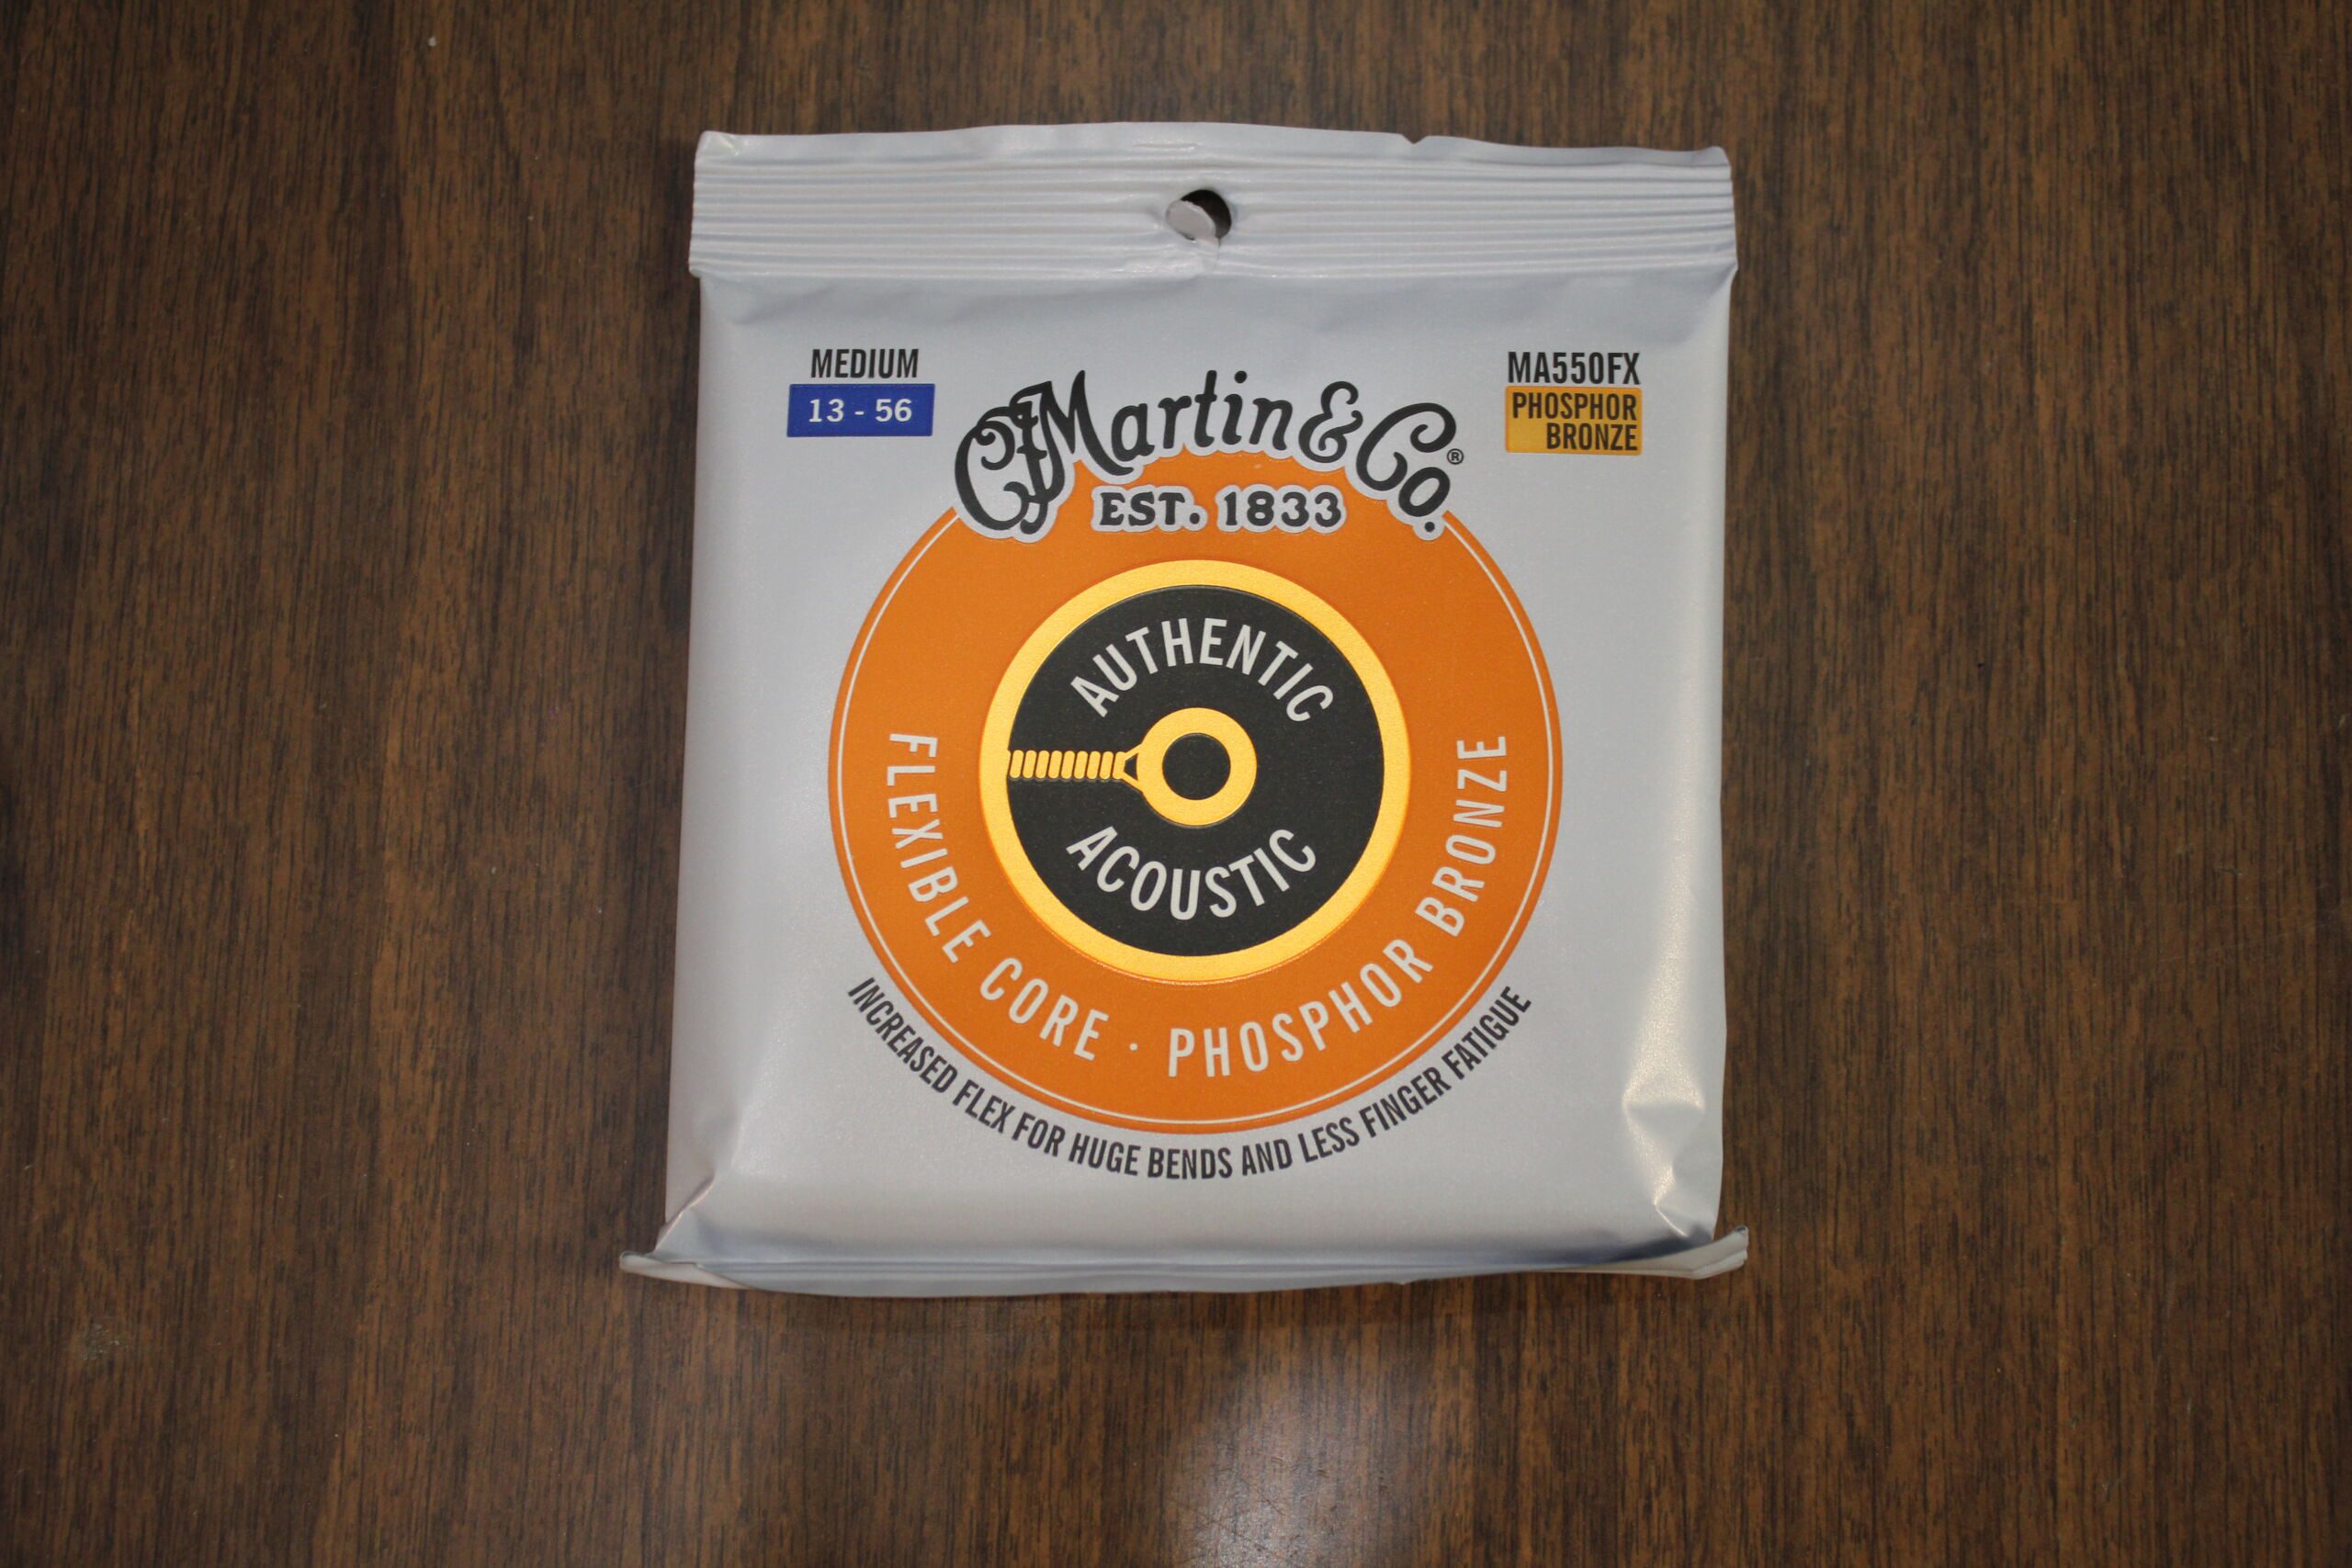 MEDIUM
13 - 56
MA550FX
PHOSPHOR
BRONZE
CF Martin & Co.®
EST. 1833
AUTHENTIC
ACOUSTIC
FLEXIBLE CORE · PHOSPHOR BRONZE
INCREASED FLEX FOR HUGE BENDS AND LESS FINGER FATIGUE